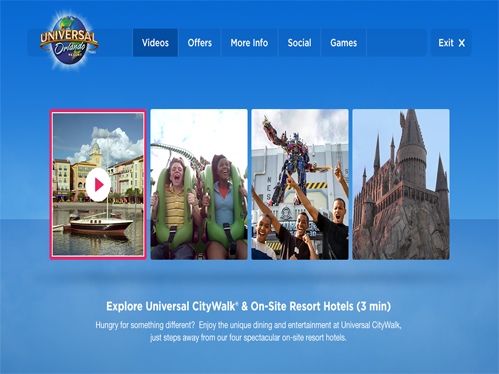 UNIVERSAL
Orlando
RESORT
Videos
Offers
More Info
Social
Games
Exit X
Explore Universal CityWalk® & On-Site Resort Hotels (3 min)
Hungry for something different? Enjoy the unique dining and entertainment at Universal CityWalk,
just steps away from our four spectacular on-site resort hotels.